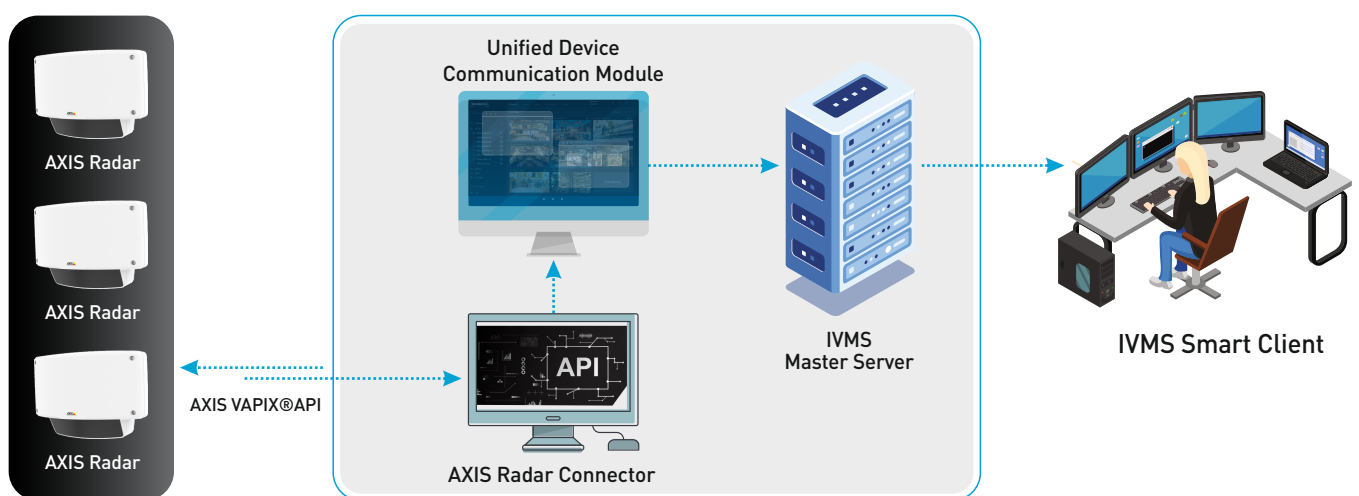 AXIS Radar
AXIS Radar
AXIS Radar
AXIS VAPIX®API
Unified Device
Communication Module
API
AXIS Radar Connector
IVMS
Master Server
IVMS Smart Client